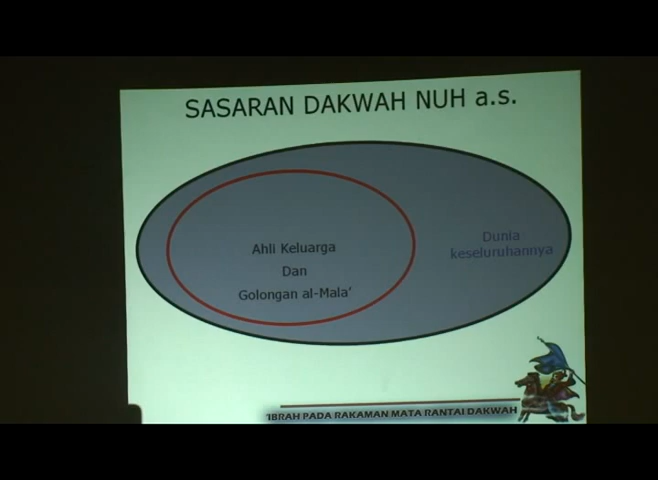 SASARAN DAKWAH NUH a.s.
Ahli Keluarga
Dan
Golongan al-Mala'
Dunia
keseluruhannya
'IBRAH PADA RAKAMAN MATA RANTAI DAKWAH